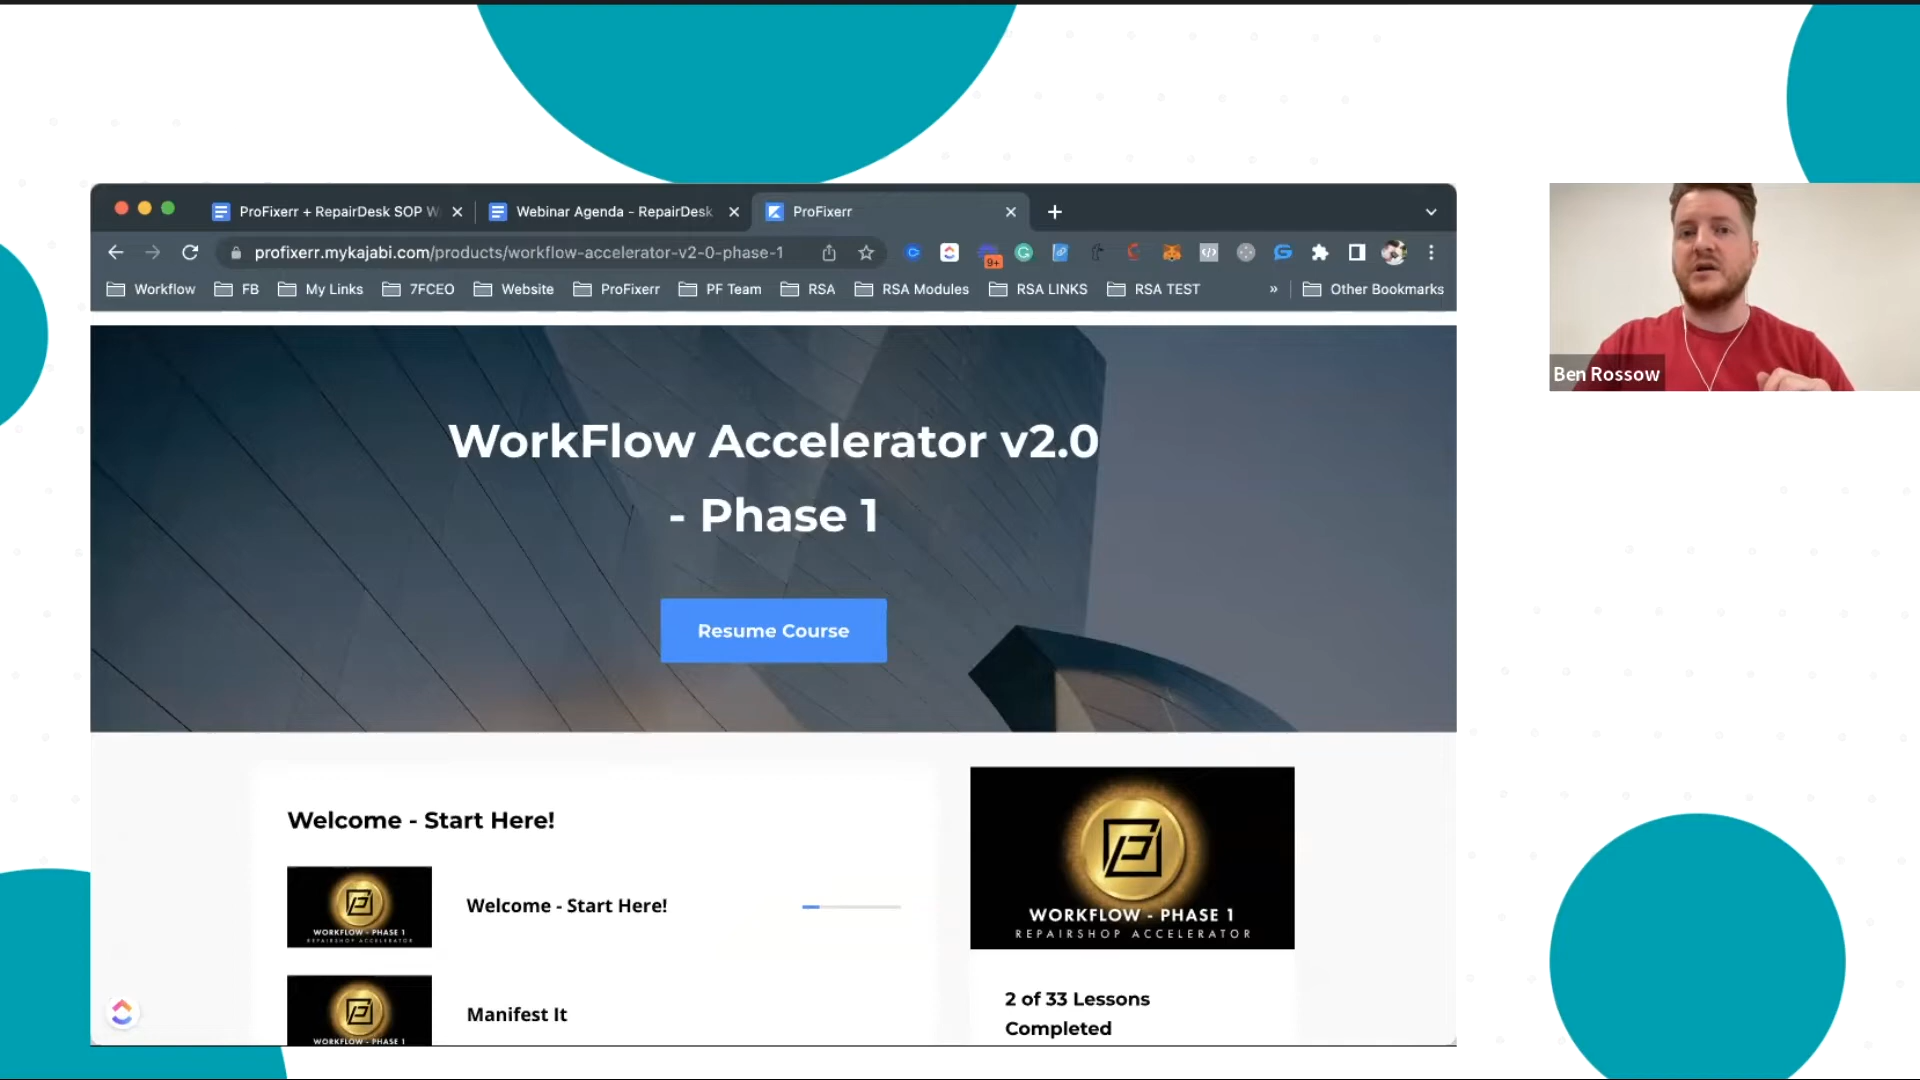 ProFixerr + RepairDesk SOP W
Webinar Agenda - RepairDesk
ProFixerr
profixerr.mykajabi.com/products/workflow-accelerator-v2-0-phase-1
9+
Workflow
FB
My Links
7FCEO
Website
ProFixerr
PF Team
RSA
RSA Modules
RSA LINKS
RSA TEST
»
Other Bookmarks
Ben Rossow
WorkFlow Accelerator v2.0
- Phase 1
Resume Course
Welcome - Start Here!
WORKFLOW - PHASE 1
REPAIRSHOP ACCELERATOR
Welcome - Start Here!
WORKFLOW - PHASE 1
Manifest It
WORKFLOW - PHASE 1
REPAIRSHOP ACCELERATOR
2 of 33 Lessons
Completed